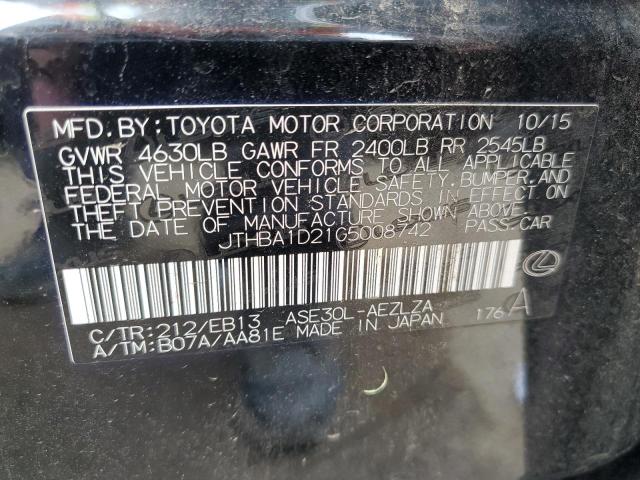 MFD. BY: TOYOTA MOTOR CORPORATION 10/15
GVWR 4630LB GAWR FR 2400LB RR 2545LB
THIS VEHICLE CONFORMS TO ALL APPLICABLE
FEDERAL MOTOR VEHICLE SAFETY, BUMPER, AND
THEFT PREVENTION STANDARDS IN EFFECT ON
THE DATE OF MANUFACTURE SHOWN ABOVE.
JTHBA1D21G5008742 PASS CAR
C/TR:212/EB13 ASE30L-AEZLZA
A/TM:B07A/AA81E MADE IN JAPAN 176A